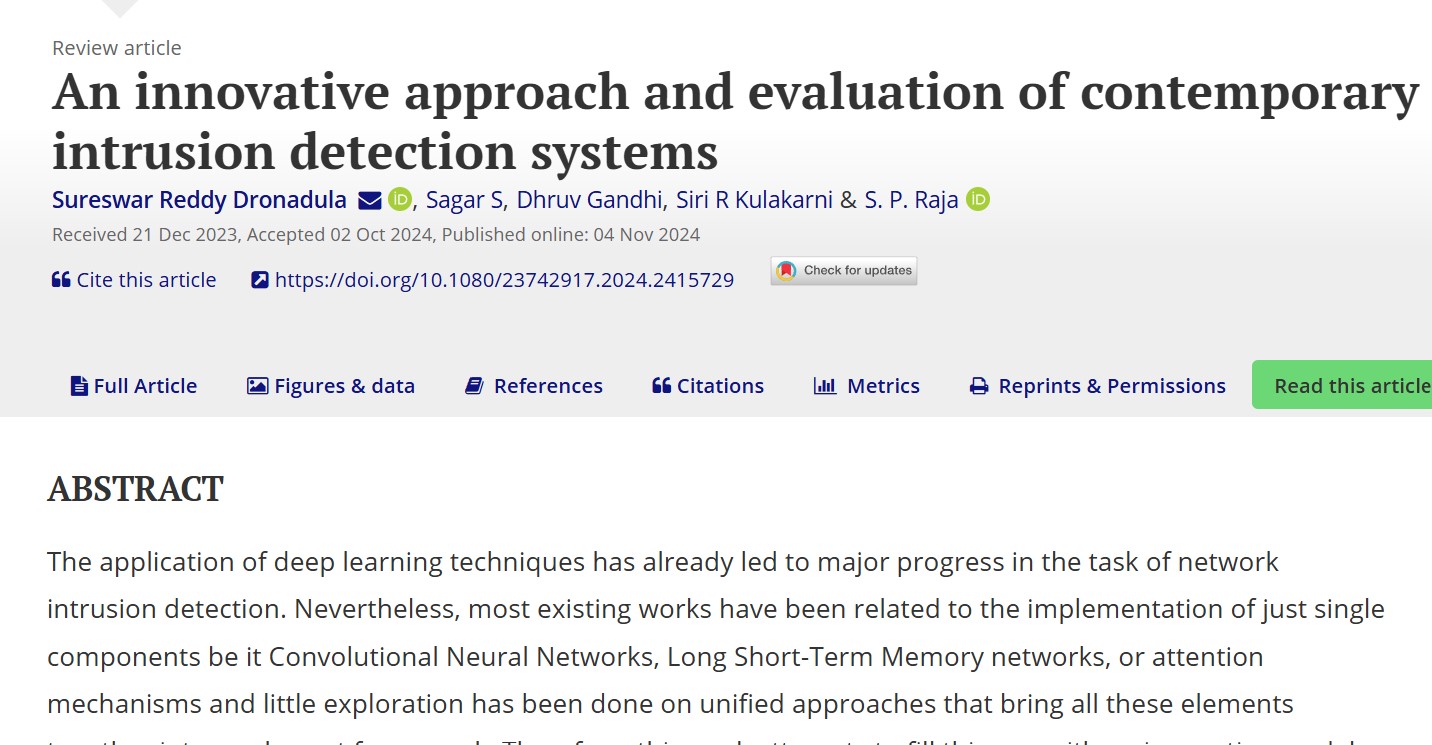 Review article
An innovative approach and evaluation of contemporary
intrusion detection systems
Sureswar Reddy Dronadula iD, Sagar S, Dhruv Gandhi, Siri R Kulakarni & S. P. Raja iD
Received 21 Dec 2023, Accepted 02 Oct 2024, Published online: 04 Nov 2024
Cite this article https://doi.org/10.1080/23742917.2024.2415729 Check for updates
Full Article Figures & data References Citations Metrics Reprints & Permissions Read this article
ABSTRACT
The application of deep learning techniques has already led to major progress in the task of network
intrusion detection. Nevertheless, most existing works have been related to the implementation of just single
components be it Convolutional Neural Networks, Long Short-Term Memory networks, or attention
mechanisms and little exploration has been done on unified approaches that bring all these elements